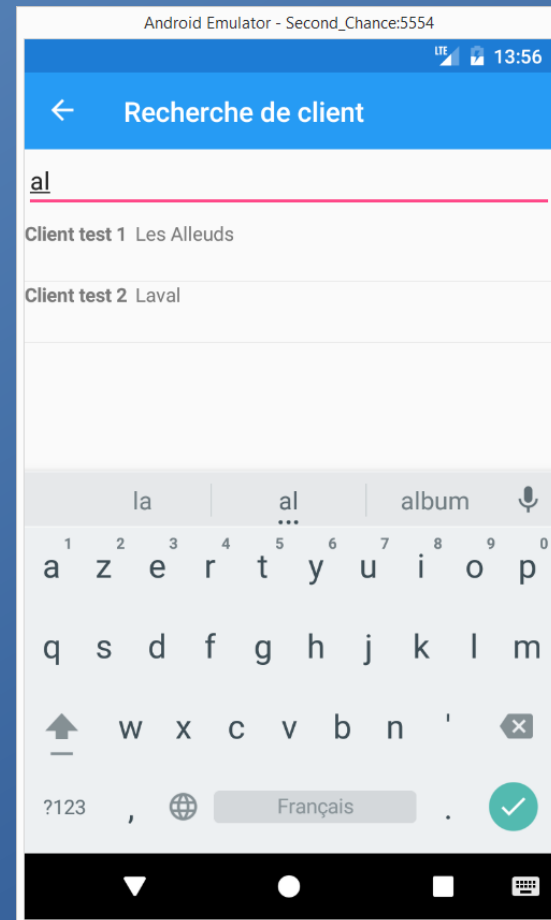 Android Emulator - Second_Chance:5554
LTE 13:56
Recherche de client
al
Client test 1 Les Alleuds
Client test 2 Laval
la al album
1 2 3 4 5 6 7 8 9 0
a z e r t y u i o p
q s d f g h j k l m
w x c v b n '
?123 , Français .